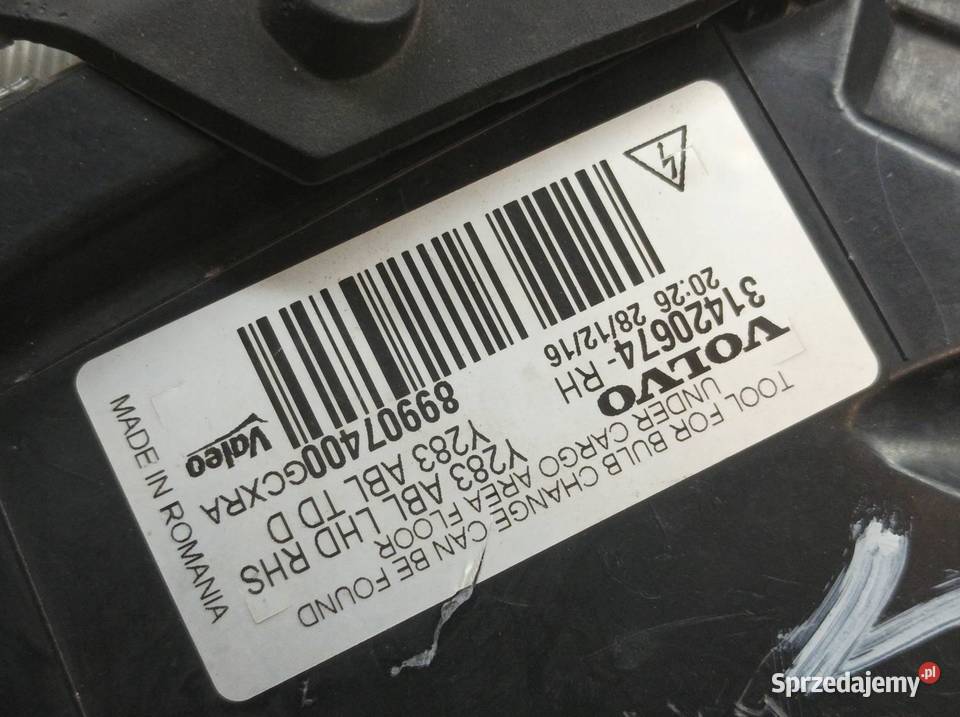 TOOL FOR BULB CHANGE CAN BE FOUND
UNDER CARGO AREA FLOOR
VOLVO
Y283 ABL LHD RHS
31420674 - RH
Y283 ABL TD D
20:26 28/12/16
89907400GCXRA
Valeo
MADE IN ROMANIA
Sprzedajemy.pl